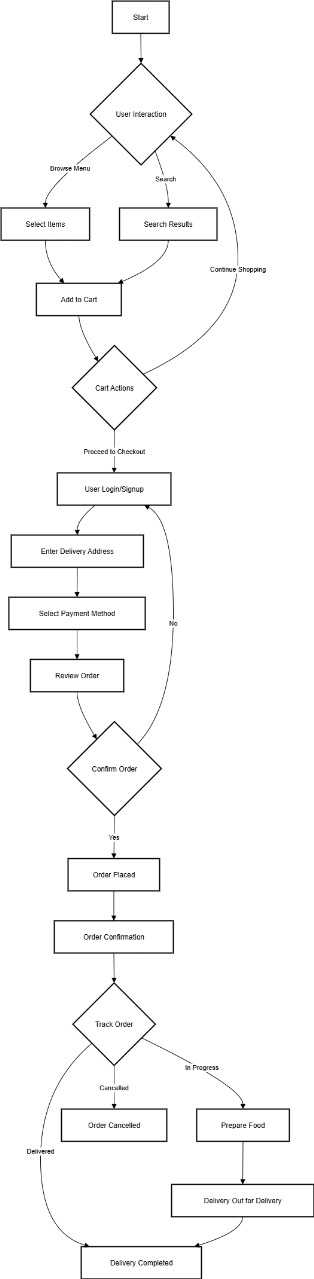 Start
User Interaction
Browse Menu
Search
Select Items
Search Results
Continue Shopping
Add to Cart
Cart Actions
Proceed to Checkout
User Login/Signup
Enter Delivery Address
Select Payment Method
No
Review Order
Confirm Order
Yes
Order Placed
Order Confirmation
Track Order
In Progress
Cancelled
Order Cancelled
Prepare Food
Delivered
Delivery Out for Delivery
Delivery Completed